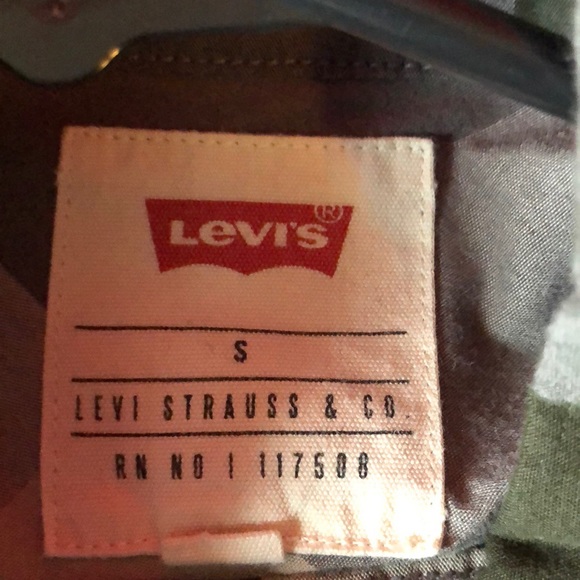 LEVI'S®
S
LEVI STRAUSS & CO.
RN NO | 117508